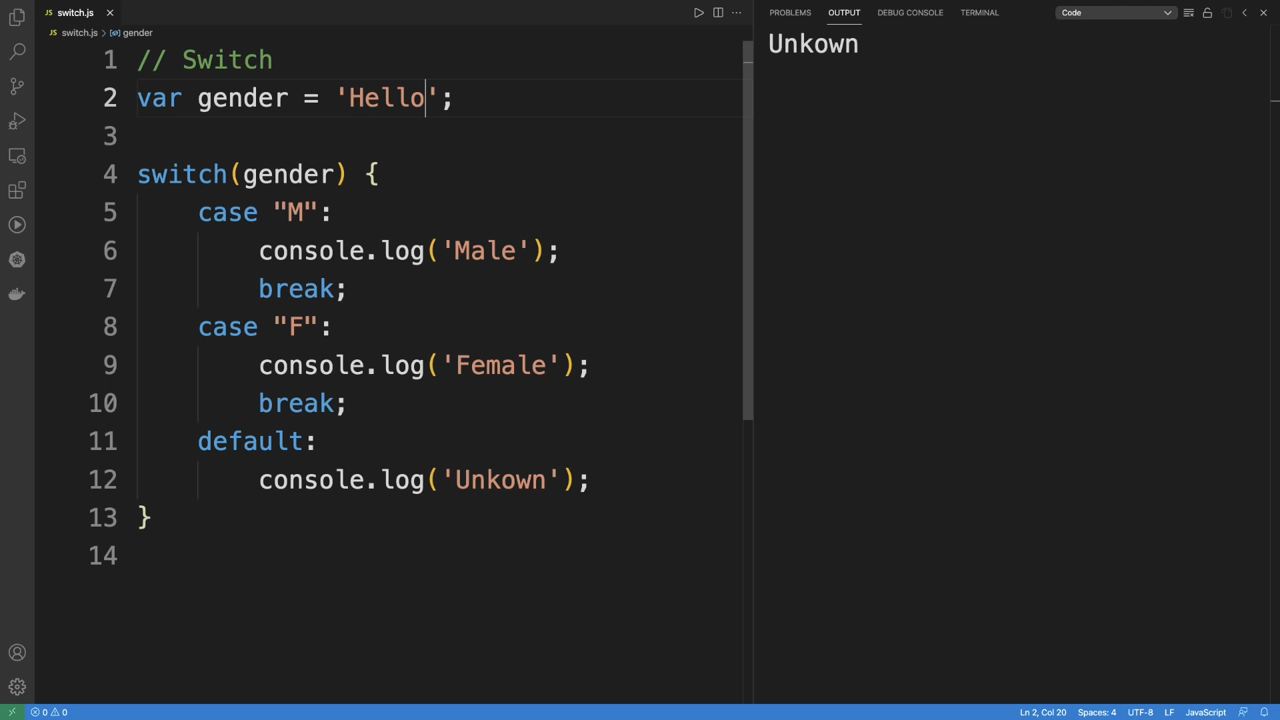 JS switch.js
JS switch.js > gender
PROBLEMS OUTPUT DEBUG CONSOLE TERMINAL Code
1 // Switch
2 var gender = 'Hello';
3
4 switch(gender) {
5 case "M":
6 console.log('Male');
7 break;
8 case "F":
9 console.log('Female');
10 break;
11 default:
12 console.log('Unkown');
13 }
14
Unkown
0 0 Ln 2, Col 20 Spaces: 4 UTF-8 LF JavaScript